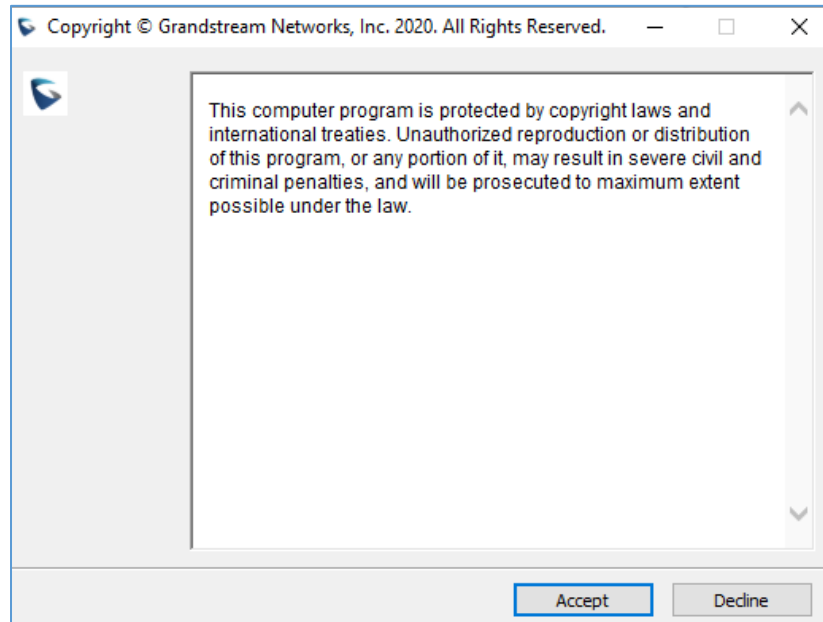 Copyright © Grandstream Networks, Inc. 2020. All Rights Reserved.
This computer program is protected by copyright laws and
international treaties. Unauthorized reproduction or distribution
of this program, or any portion of it, may result in severe civil and
criminal penalties, and will be prosecuted to maximum extent
possible under the law.
Accept Decline